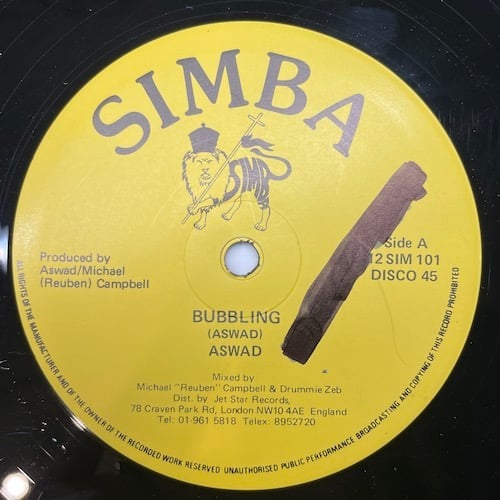 SIMBA
SIMB
Produced by
Aswad/Michael
(Reuben) Campbell
Side A
12 SIM 101
DISCO 45
BUBBLING
(ASWAD)
ASWAD
Mixed by
Michael "Reuben" Campbell & Drummie Zeb
Dist. by Jet Star Records,
78 Craven Park Rd, London NW10 4AE England
Tel: 01-961 5818 Telex: 8952720
ALL RIGHTS OF THE MANUFACTURER AND OF THE OWNER OF THE RECORDED WORK RESERVED UNAUTHORISED PUBLIC PERFORMANCE BROADCASTING AND COPYING OF THIS RECORD PROHIBITED